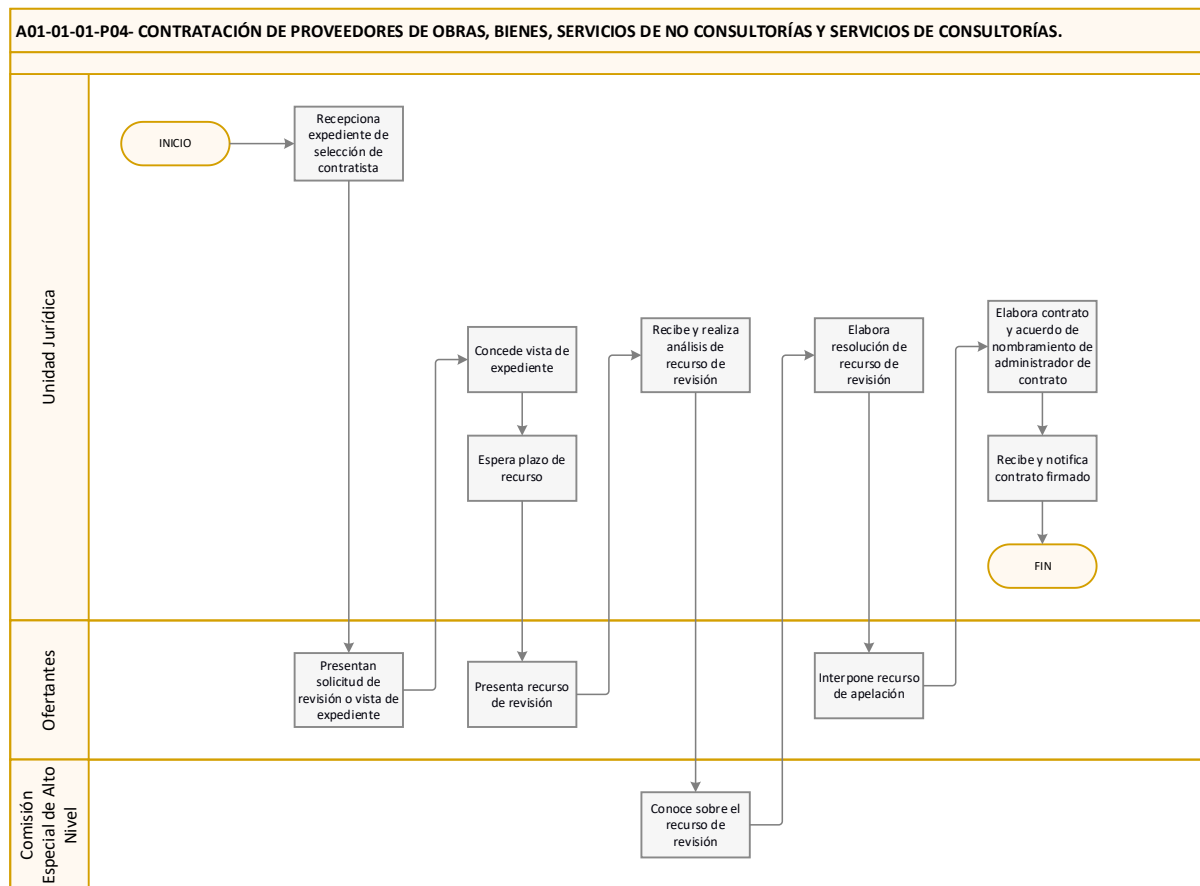 A01-01-01-P04- CONTRATACIÓN DE PROVEEDORES DE OBRAS, BIENES, SERVICIOS DE NO CONSULTORÍAS Y SERVICIOS DE CONSULTORÍAS.
Unidad Jurídica
INICIO
Recepciona
expediente de
selección de
contratista
Concede vista de
expediente
Espera plazo de
recurso
Recibe y realiza
análisis de
recurso de
revisión
Elabora
resolución de
recurso de
revisión
Elabora contrato
y acuerdo de
nombramiento de
administrador de
contrato
Recibe y notifica
contrato firmado
FIN
Ofertantes
Presentan
solicitud de
revisión o vista de
expediente
Presenta recurso
de revisión
Interpone recurso
de apelación
Comisión
Especial de Alto
Nivel
Conoce sobre el
recurso de
revisión